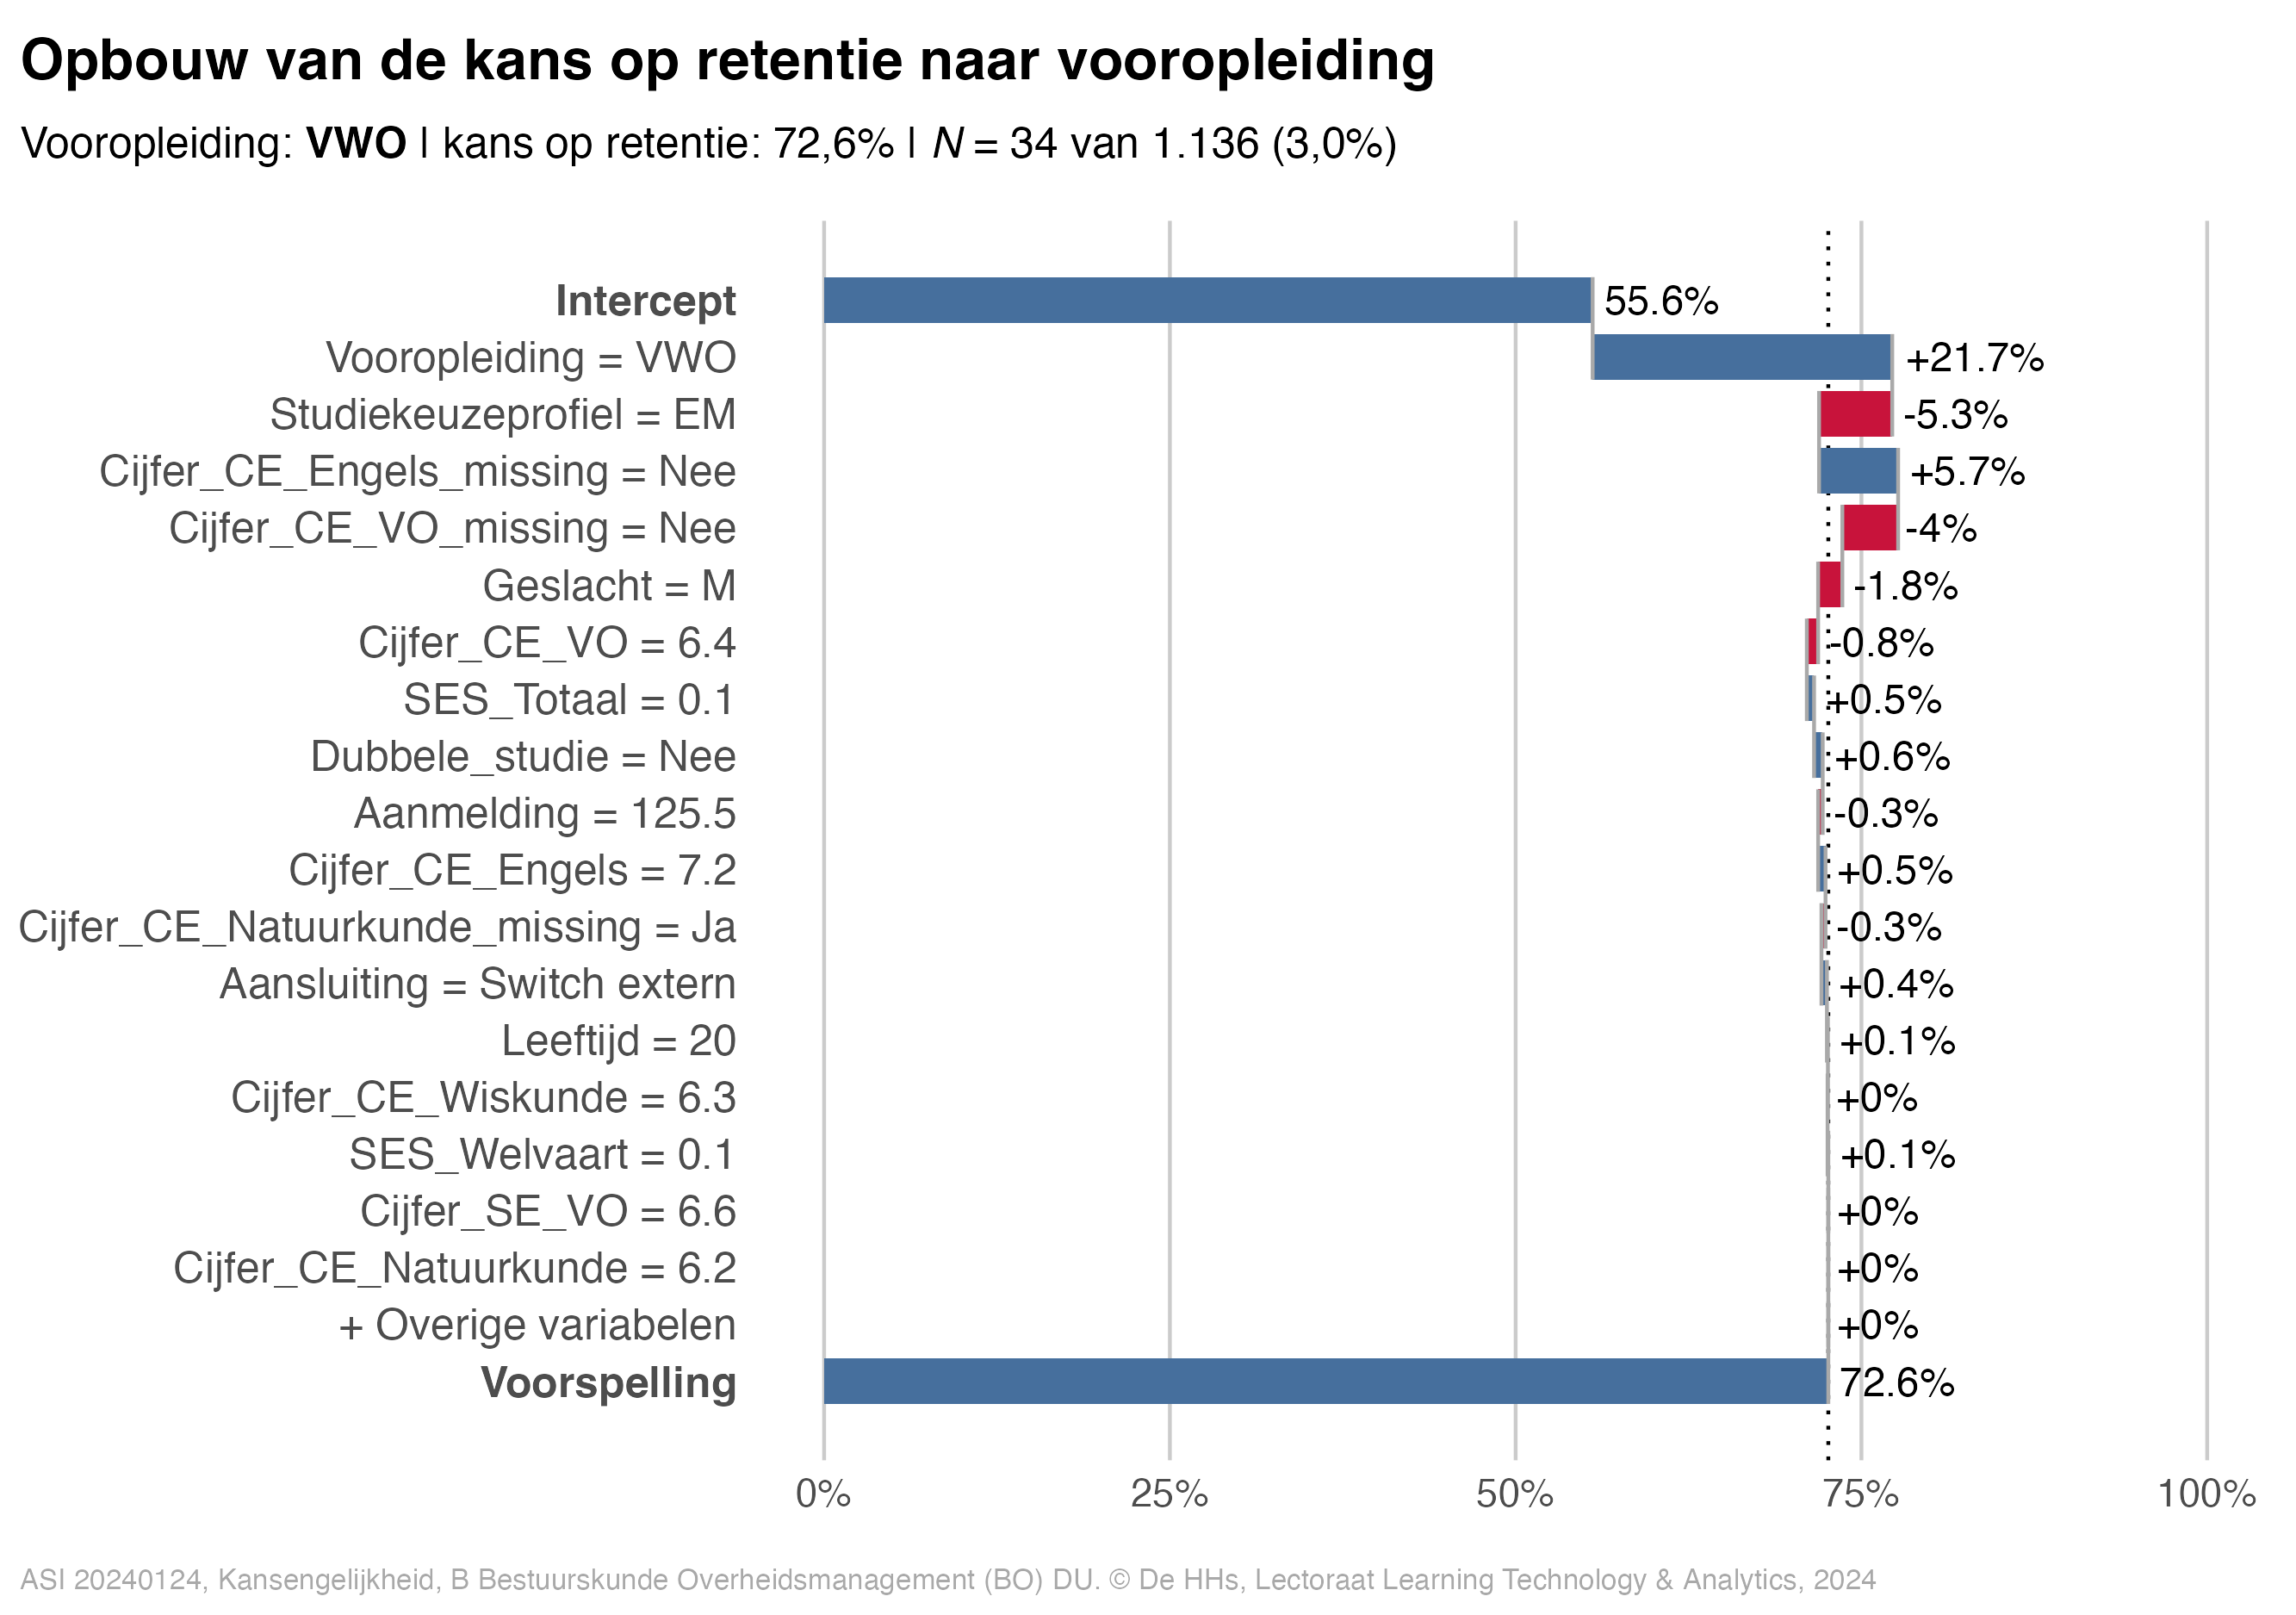 Opbouw van de kans op retentie naar vooropleiding
Vooropleiding: VWO | kans op retentie: 72,6% | N = 34 van 1.136 (3,0%)
Intercept 55.6%
Vooropleiding = VWO +21.7%
Studiekeuzeprofiel = EM -5.3%
Cijfer_CE_Engels_missing = Nee +5.7%
Cijfer_CE_VO_missing = Nee -4%
Geslacht = M -1.8%
Cijfer_CE_VO = 6.4 -0.8%
SES_Totaal = 0.1 +0.5%
Dubbele_studie = Nee +0.6%
Aanmelding = 125.5 -0.3%
Cijfer_CE_Engels = 7.2 +0.5%
Cijfer_CE_Natuurkunde_missing = Ja -0.3%
Aansluiting = Switch extern +0.4%
Leeftijd = 20 +0.1%
Cijfer_CE_Wiskunde = 6.3 +0%
SES_Welvaart = 0.1 +0.1%
Cijfer_SE_VO = 6.6 +0%
Cijfer_CE_Natuurkunde = 6.2 +0%
+ Overige variabelen +0%
Voorspelling 72.6%
0% 25% 50% 75% 100%
ASI 20240124, Kansengelijkheid, B Bestuurskunde Overheidsmanagement (BO) DU. © De HHs, Lectoraat Learning Technology & Analytics, 2024